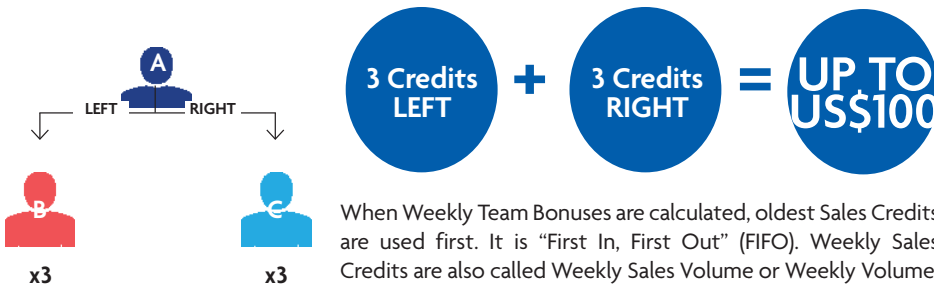 A
LEFT RIGHT
B
C
x3
x3
3 Credits
LEFT
+
3 Credits
RIGHT
=
UP TO
US$100
When Weekly Team Bonuses are calculated, oldest Sales Credits
are used first. It is “First In, First Out” (FIFO). Weekly Sales
Credits are also called Weekly Sales Volume or Weekly Volume